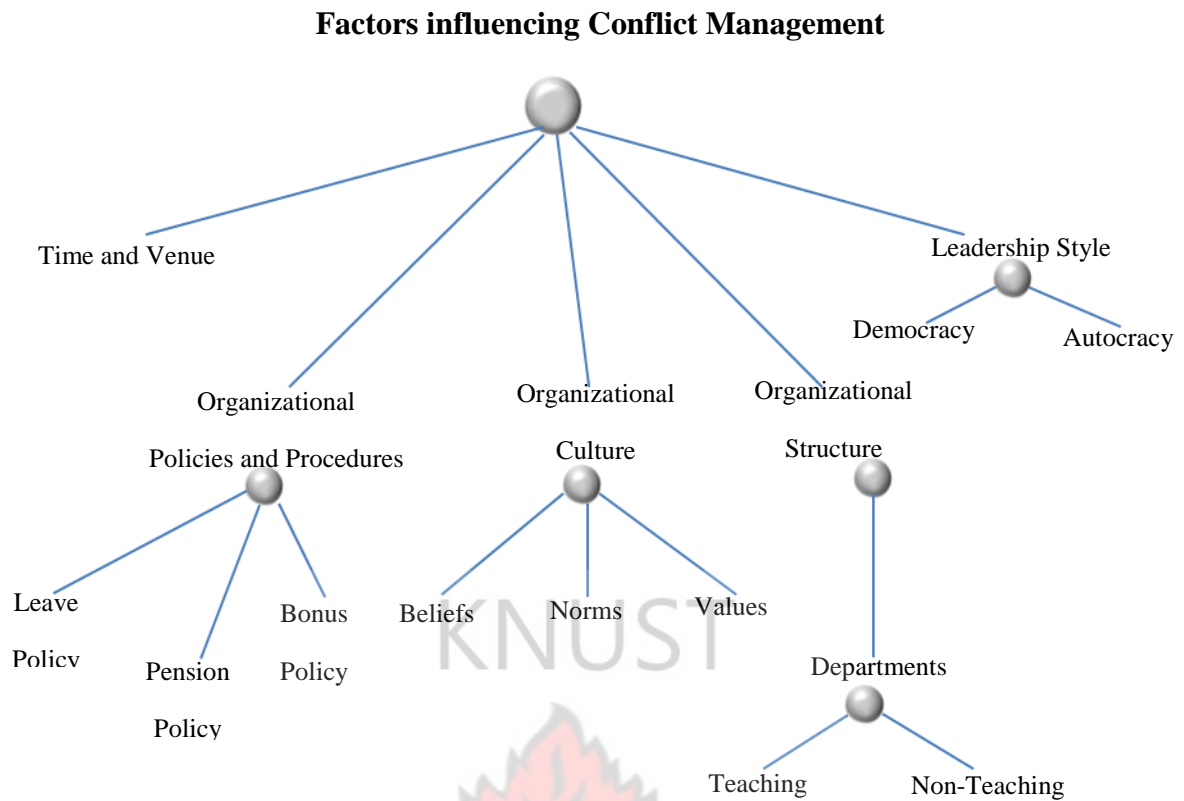 Factors influencing Conflict Management
Time and Venue
Leadership Style
Democracy
Autocracy
Organizational
Policies and Procedures
Organizational
Culture
Organizational
Structure
Leave
Policy
Pension
Policy
Bonus
Policy
Beliefs
Norms
Values
KNUST
Departments
Teaching
Non-Teaching